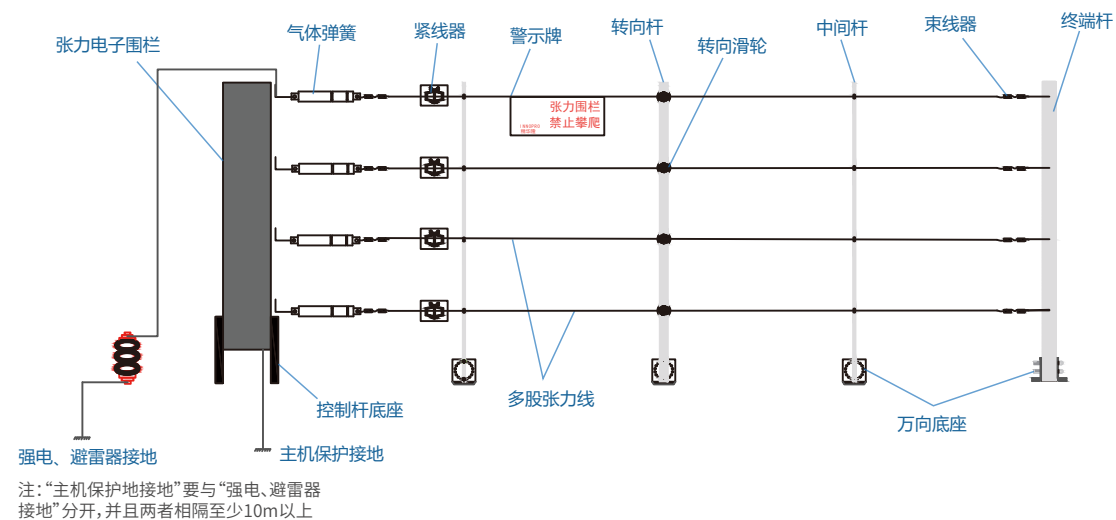 张力电子围栏
气体弹簧
紧线器
警示牌
转向杆
转向滑轮
中间杆
束线器
终端杆
张力围栏
禁止攀爬
多股张力线
控制杆底座
万向底座
强电、避雷器接地
主机保护接地
注：“主机保护地接地”要与“强电、避雷器
接地”分开，并且两者相隔至少10m以上